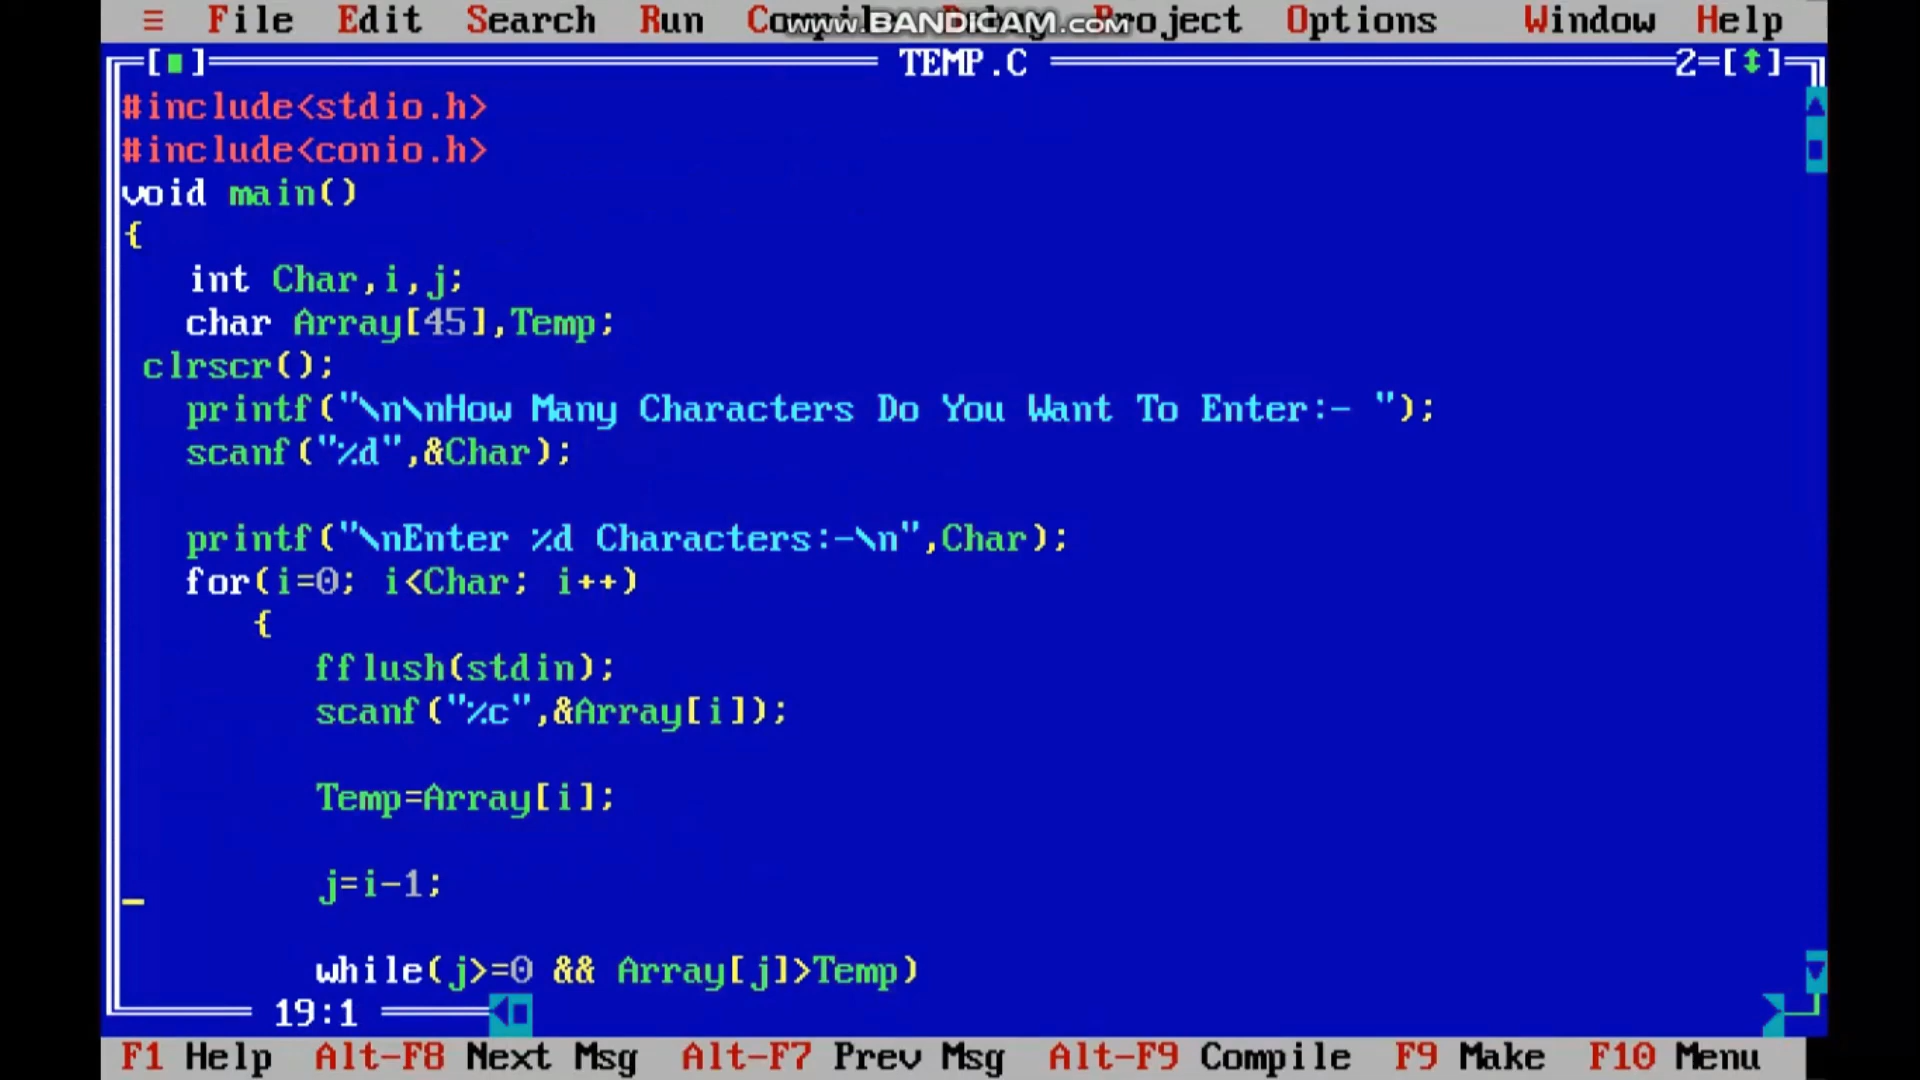 ≡ File Edit Search Run Compile Debug Project Options Window Help
www.BANDICAM.com
[■] TEMP.C 2=[↕]
#include<stdio.h>
#include<conio.h>
void main()
{
int Char,i,j;
char Array[45],Temp;
clrscr();
printf("\n\nHow Many Characters Do You Want To Enter:- ");
scanf("%d",&Char);
printf("\nEnter %d Characters:-\n",Char);
for(i=0; i<Char; i++)
{
fflush(stdin);
scanf("%c",&Array[i]);
Temp=Array[i];
j=i-1;
while(j>=0 && Array[j]>Temp)
19:1
F1 Help Alt-F8 Next Msg Alt-F7 Prev Msg Alt-F9 Compile F9 Make F10 Menu